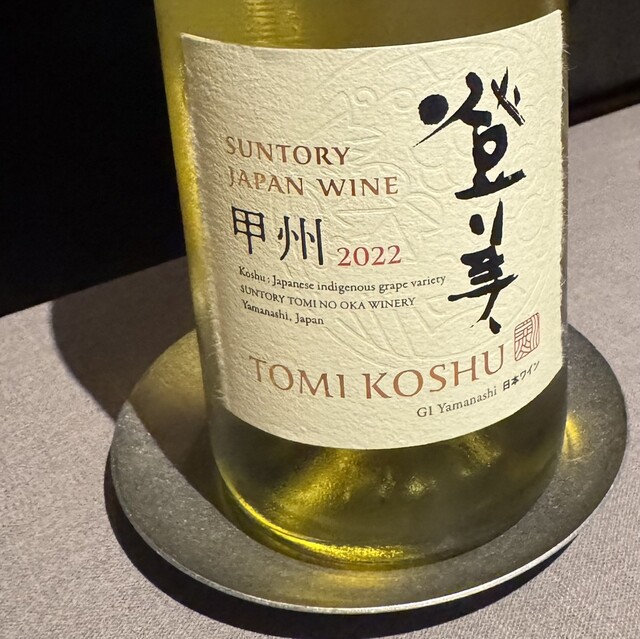 登美
SUNTORY
JAPAN WINE
甲州 2022
Koshu : Japanese indigenous grape variety
SUNTORY TOMI NO OKA WINERY
Yamanashi, Japan
TOMI KOSHU
GI Yamanashi 日本ワイン